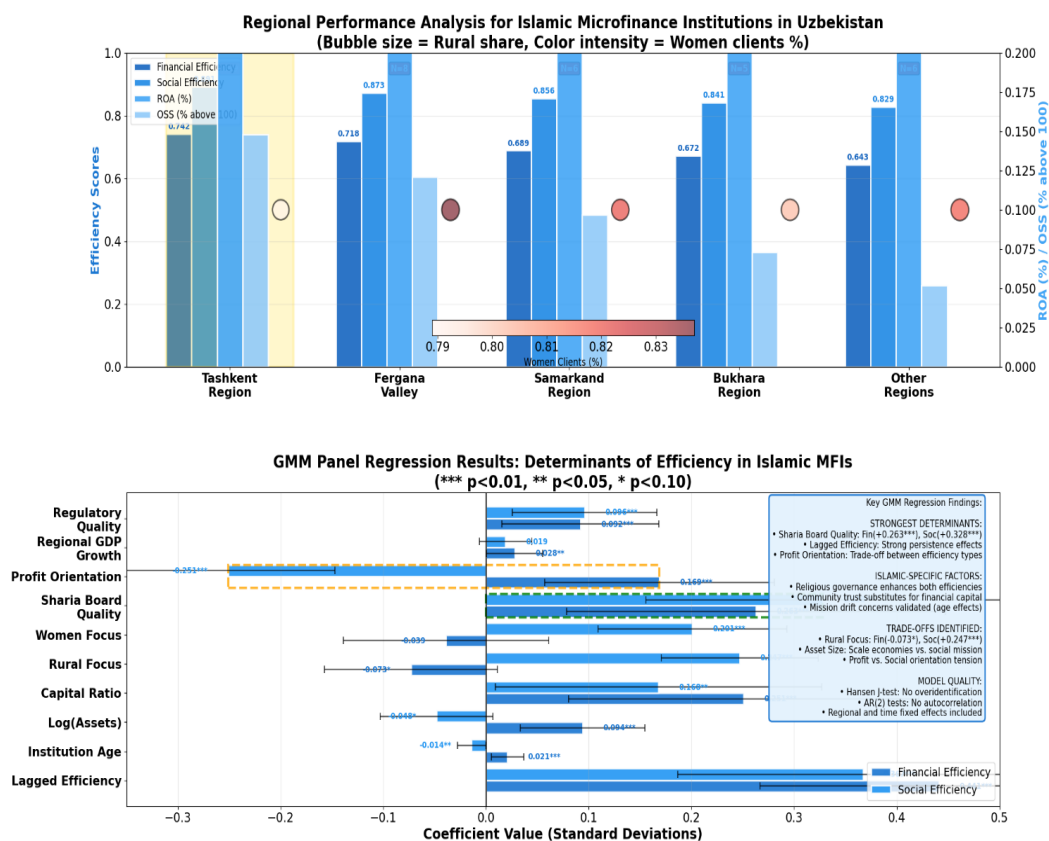 Regional Performance Analysis for Islamic Microfinance Institutions in Uzbekistan
(Bubble size = Rural share, Color intensity = Women clients %)
Efficiency Scores
ROA (%) / OSS (% above 100)
1.0
0.8
0.6
0.4
0.2
0.0
0.200
0.175
0.150
0.125
0.100
0.075
0.050
0.025
0.000
Financial Efficiency
Social Efficiency
ROA (%)
OSS (% above 100)
0.742
0.718
0.873
0.689
0.856
0.672
0.841
0.643
0.829
0.79 0.80 0.81 0.82 0.83
Women Clients (%)
Tashkent
Region
Fergana
Valley
Samarkand
Region
Bukhara
Region
Other
Regions
GMM Panel Regression Results: Determinants of Efficiency in Islamic MFIs
(*** p<0.01, ** p<0.05, * p<0.10)
Regulatory
Quality
0.096***
0.092***
Regional GDP
Growth
0.019
0.028**
Profit Orientation
-0.251***
0.169***
Sharia Board
Quality
Women Focus
0.201***
-0.039
Rural Focus
-0.073*
Capital Ratio
0.168**
Log(Assets)
-0.048*
0.094***
Institution Age
-0.014**
0.021***
Lagged Efficiency
Key GMM Regression Findings:
STRONGEST DETERMINANTS:
• Sharia Board Quality: Fin(+0.263***), Soc(+0.328***)
• Lagged Efficiency: Strong persistence effects
• Profit Orientation: Trade-off between efficiency types
ISLAMIC-SPECIFIC FACTORS:
• Religious governance enhances both efficiencies
• Community trust substitutes for financial capital
• Mission drift concerns validated (age effects)
TRADE-OFFS IDENTIFIED:
• Rural Focus: Fin(-0.073*), Soc(+0.247***)
• Asset Size: Scale economies vs. social mission
• Profit vs. Social orientation tension
MODEL QUALITY:
• Hansen J-test: No overidentification
• AR(2) tests: No autocorrelation
• Regional and time fixed effects included
Financial Efficiency
Social Efficiency
−0.3 −0.2 −0.1 0.0 0.1 0.2 0.3 0.4 0.5
Coefficient Value (Standard Deviations)